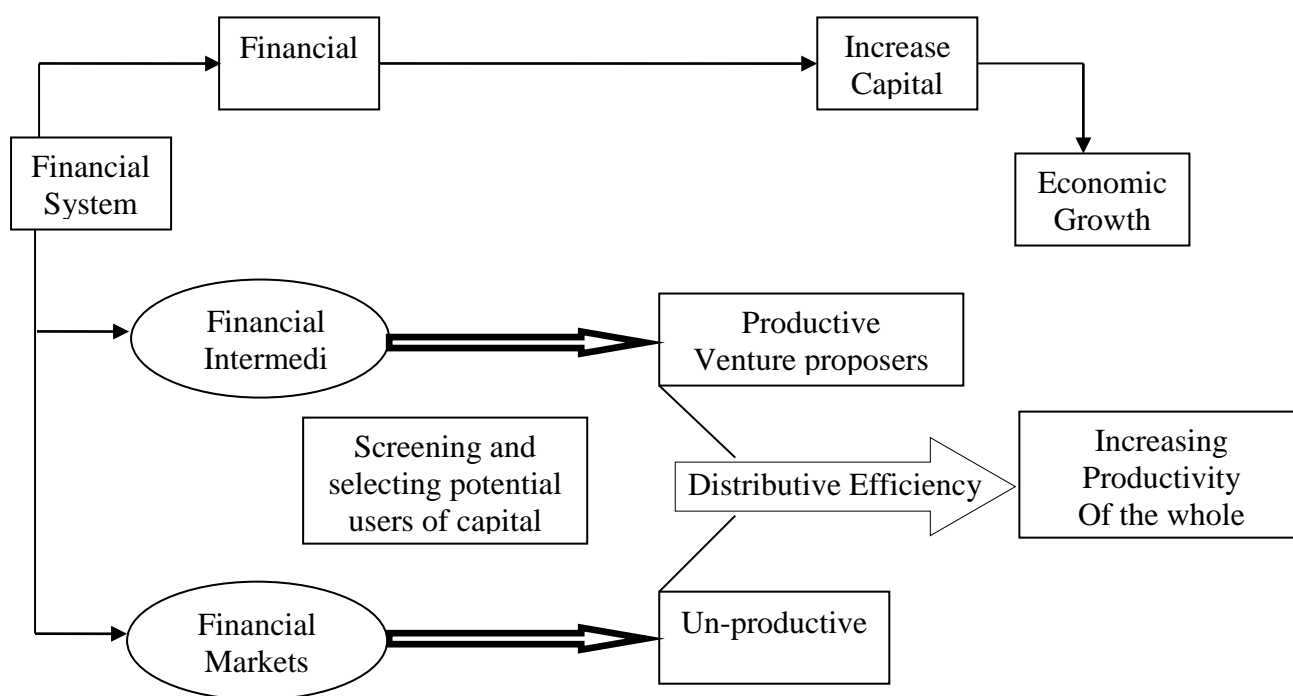 Financial
Increase
Capital
Financial
System
Economic
Growth
Financial
Intermedi
Productive
Venture proposers
Screening and
selecting potential
users of capital
Distributive Efficiency
Increasing
Productivity
Of the whole
Financial
Markets
Un-productive